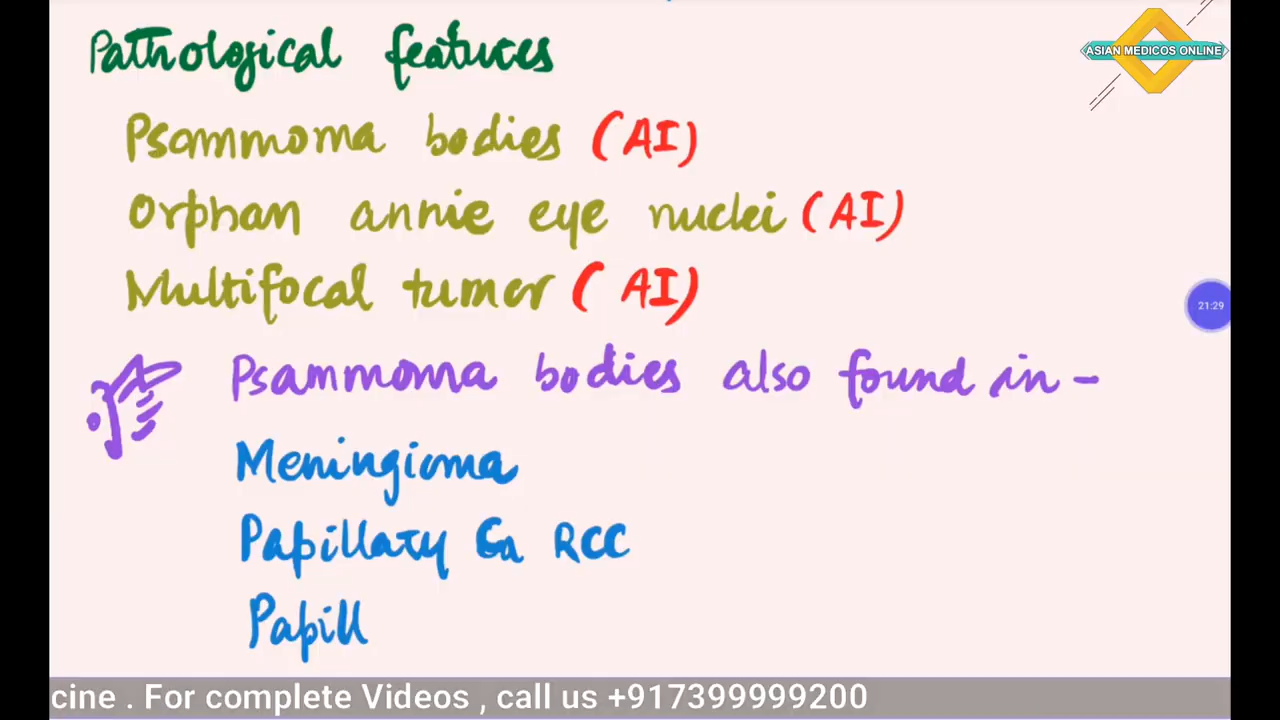 Pathological features
ASIAN MEDICOS ONLINE
Psammoma bodies (AI)
Orphan annie eye nuclei (AI)
Multifocal tumor (AI)
21:29
Psammoma bodies also found in -
Meningioma
Papillary Ca RCC
Papill
cine . For complete Videos , call us +917399999200